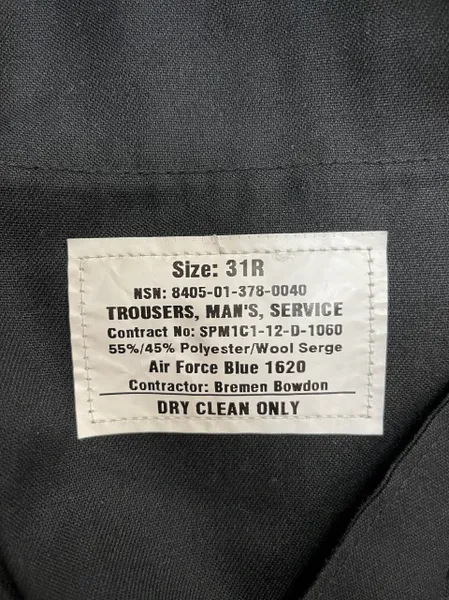 Size: 31R
NSN: 8405-01-378-0040
TROUSERS, MAN'S, SERVICE
Contract No: SPM1C1-12-D-1060
55%/45% Polyester/Wool Serge
Air Force Blue 1620
Contractor: Bremen Bowdon
DRY CLEAN ONLY